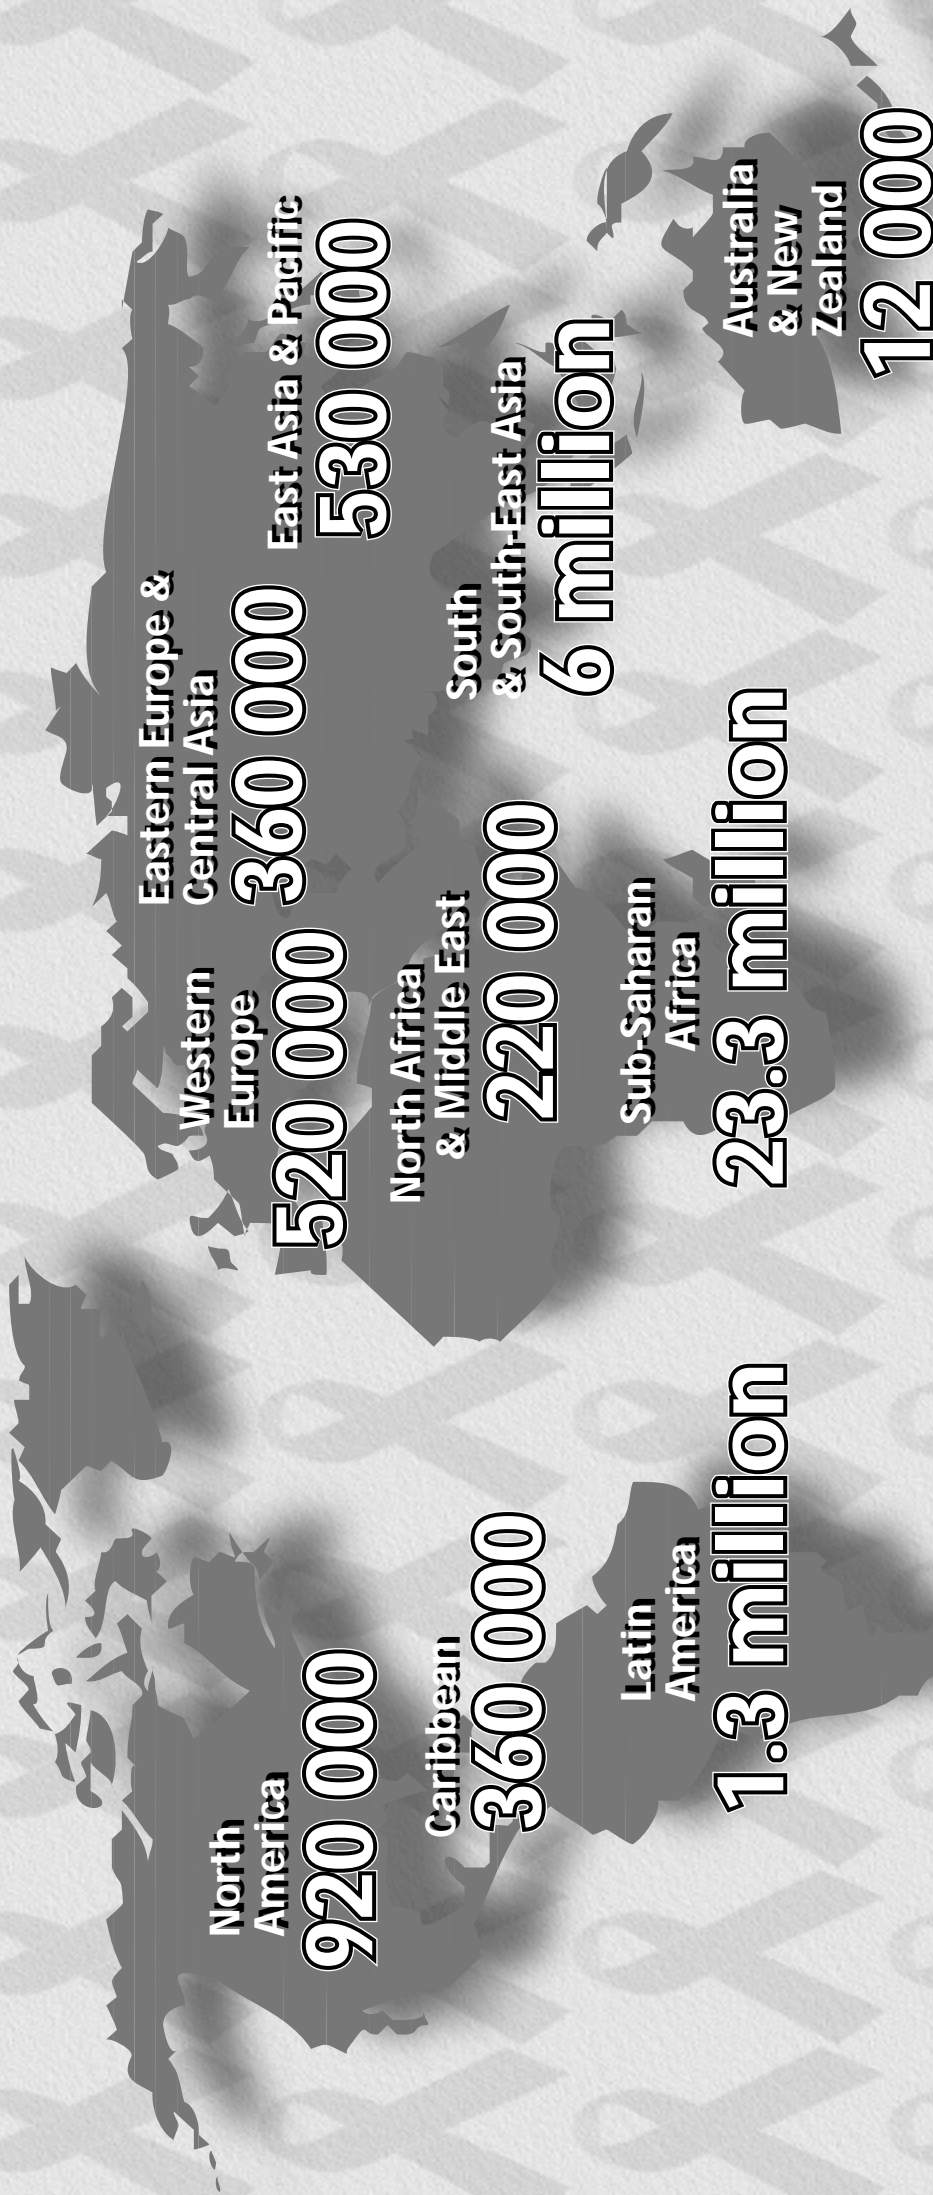 North
America
920 000
Caribbean
360 000
Latin
America
1.3 million
Western
Europe
520 000
North Africa
& Middle East
220 000
Sub-Saharan
Africa
23.3 million
Eastern Europe &
Central Asia
360 000
East Asia & Pacific
530 000
South
& South-East Asia
6 million
Australia
& New
Zealand
12 000